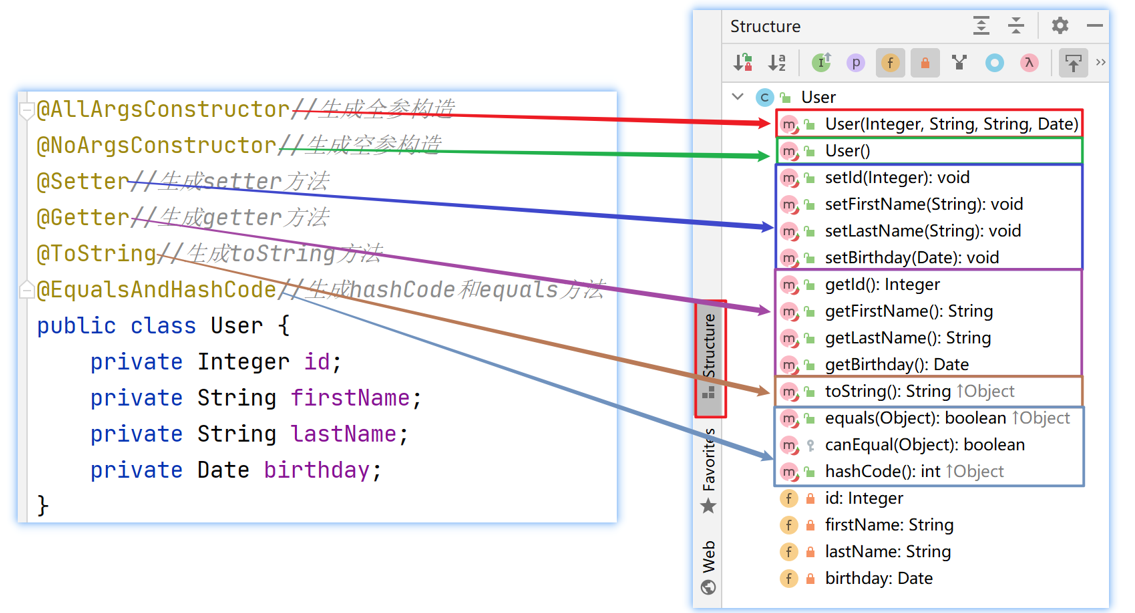 @AllArgsConstructor//生成全参构造
@NoArgsConstructor//生成空参构造
@Setter//生成setter方法
@Getter//生成getter方法
@ToString//生成toString方法
@EqualsAndHashCode//生成hashCode和equals方法
public class User {
    private Integer id;
    private String firstName;
    private String lastName;
    private Date birthday;
}
Structure
Favorites
Web
Structure
I p f λ
C User
m User(Integer, String, String, Date)
m User()
m setId(Integer): void
m setFirstName(String): void
m setLastName(String): void
m setBirthday(Date): void
m getId(): Integer
m getFirstName(): String
m getLastName(): String
m getBirthday(): Date
m toString(): String ↑Object
m equals(Object): boolean ↑Object
m canEqual(Object): boolean
m hashCode(): int ↑Object
f id: Integer
f firstName: String
f lastName: String
f birthday: Date